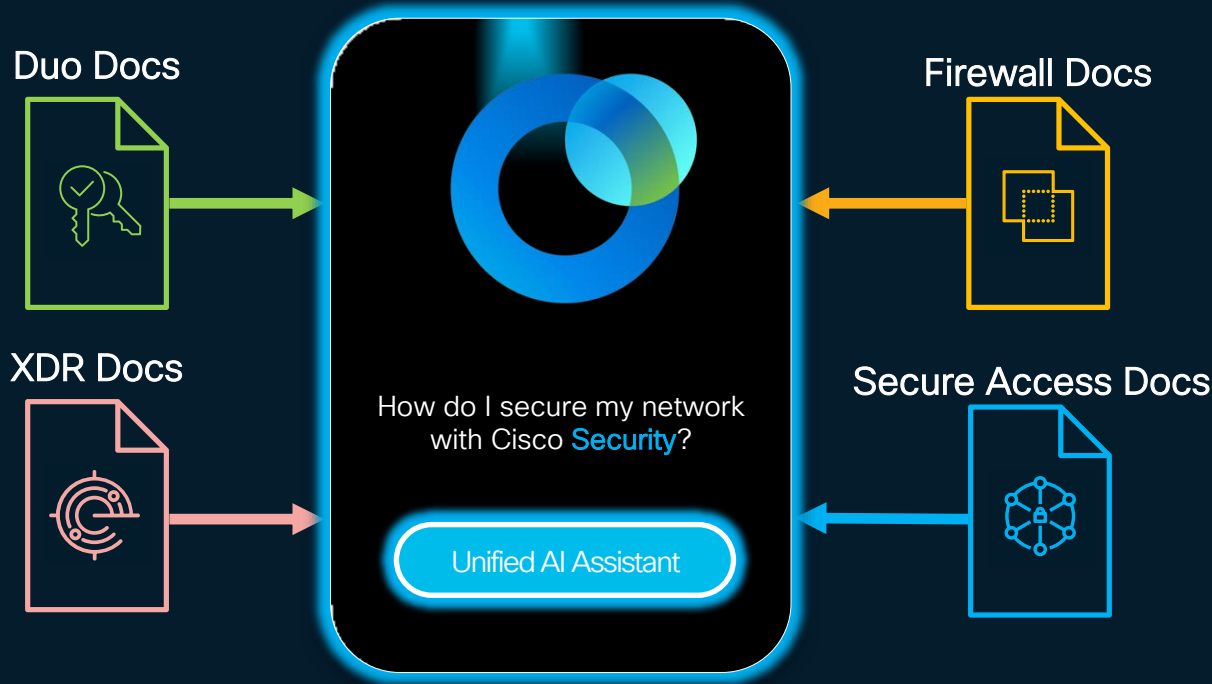 Duo Docs
Firewall Docs
XDR Docs
Secure Access Docs
How do I secure my network
with Cisco Security?
Unified AI Assistant